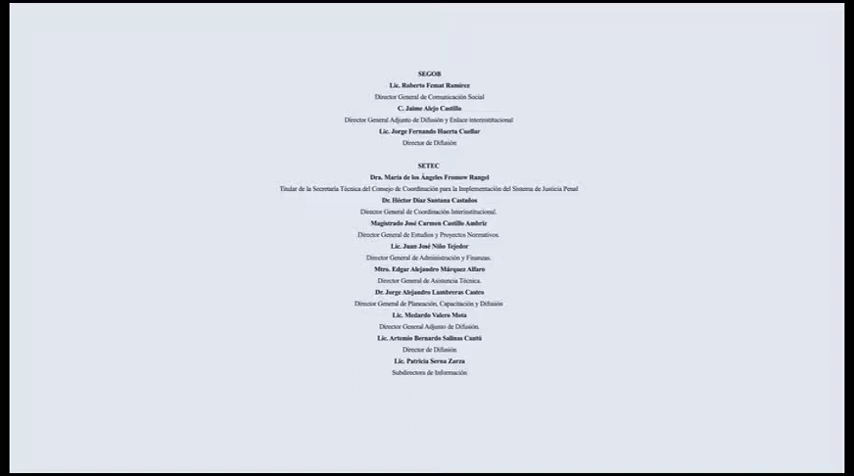 SEGOB
Lic. Roberto Femat Ramírez
Director General de Comunicación Social
C. Jaime Alejo Castillo
Director General Adjunto de Difusión y Enlace interinstitucional
Lic. Jorge Fernando Huerta Cuellar
Director de Difusión
SETEC
Dra. María de los Ángeles Fromow Rangel
Titular de la Secretaría Técnica del Consejo de Coordinación para la Implementación del Sistema de Justicia Penal
Dr. Héctor Díaz Santana Castaños
Director General de Coordinación Interinstitucional.
Magistrado José Carmen Castillo Ambriz
Director General de Estudios y Proyectos Normativos.
Lic. Juan José Niño Tejedor
Director General de Administración y Finanzas.
Mtro. Edgar Alejandro Márquez Alfaro
Director General de Asistencia Técnica.
Dr. Jorge Alejandro Lumbreras Castro
Director General de Planeación, Capacitación y Difusión
Lic. Medardo Valero Mota
Director General Adjunto de Difusión.
Lic. Artemio Bernardo Salinas Cantú
Director de Difusión
Lic. Patricia Serna Zarza
Subdirectora de Información